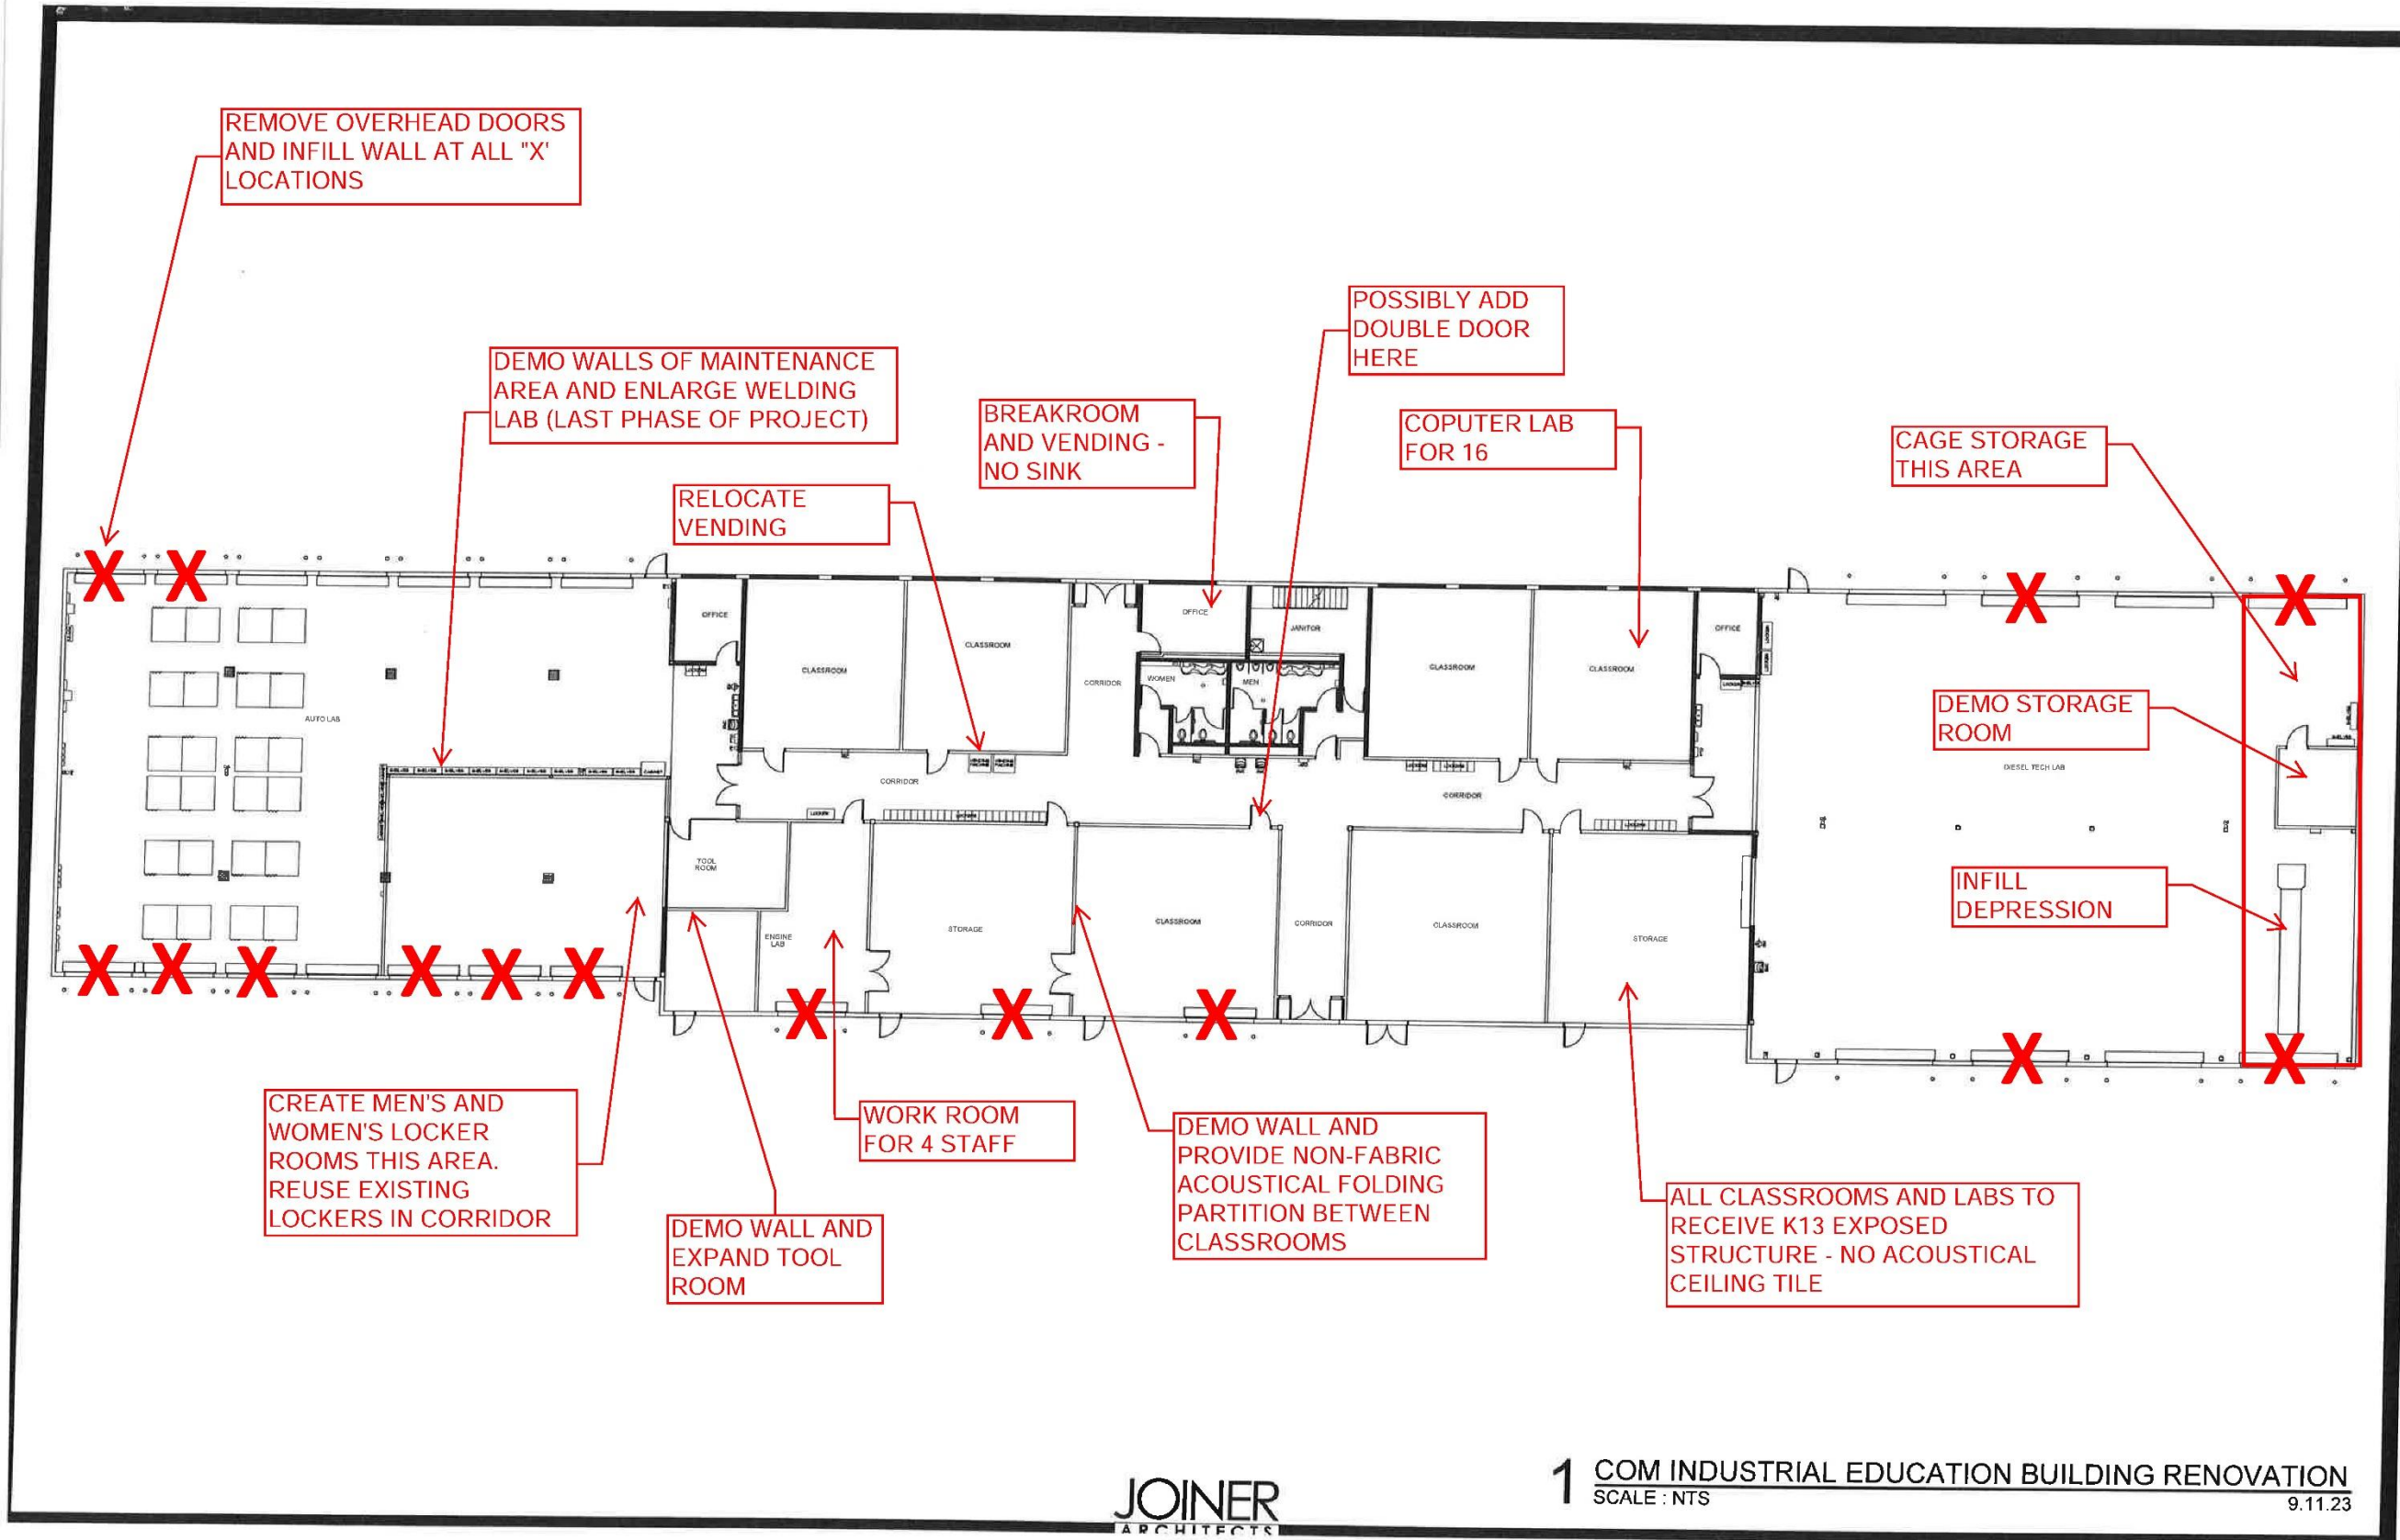 REMOVE OVERHEAD DOORS
AND INFILL WALL AT ALL "X'
LOCATIONS
POSSIBLY ADD
DOUBLE DOOR
HERE
DEMO WALLS OF MAINTENANCE
AREA AND ENLARGE WELDING
LAB (LAST PHASE OF PROJECT)
BREAKROOM
AND VENDING -
NO SINK
COPUTER LAB
FOR 16
CAGE STORAGE
THIS AREA
RELOCATE
VENDING
X
X
X
X
OFFICE
CLASSROOM
CLASSROOM
CORRIDOR
OFFICE
JANITOR
WOMEN
MEN
CLASSROOM
CLASSROOM
OFFICE
DEMO STORAGE
ROOM
AUTO LAB
DIESEL TECH LAB
CORRIDOR
CORRIDOR
TOOL
ROOM
INFILL
DEPRESSION
ENGINE
LAB
STORAGE
CLASSROOM
CORRIDOR
CLASSROOM
STORAGE
X
X
X
X
X
X
X
X
X
X
X
CREATE MEN'S AND
WOMEN'S LOCKER
ROOMS THIS AREA.
REUSE EXISTING
LOCKERS IN CORRIDOR
WORK ROOM
FOR 4 STAFF
DEMO WALL AND
PROVIDE NON-FABRIC
ACOUSTICAL FOLDING
PARTITION BETWEEN
CLASSROOMS
DEMO WALL AND
EXPAND TOOL
ROOM
ALL CLASSROOMS AND LABS TO
RECEIVE K13 EXPOSED
STRUCTURE - NO ACOUSTICAL
CEILING TILE
JOINER
ARCHITECTS
1 COM INDUSTRIAL EDUCATION BUILDING RENOVATION
SCALE : NTS
9.11.23